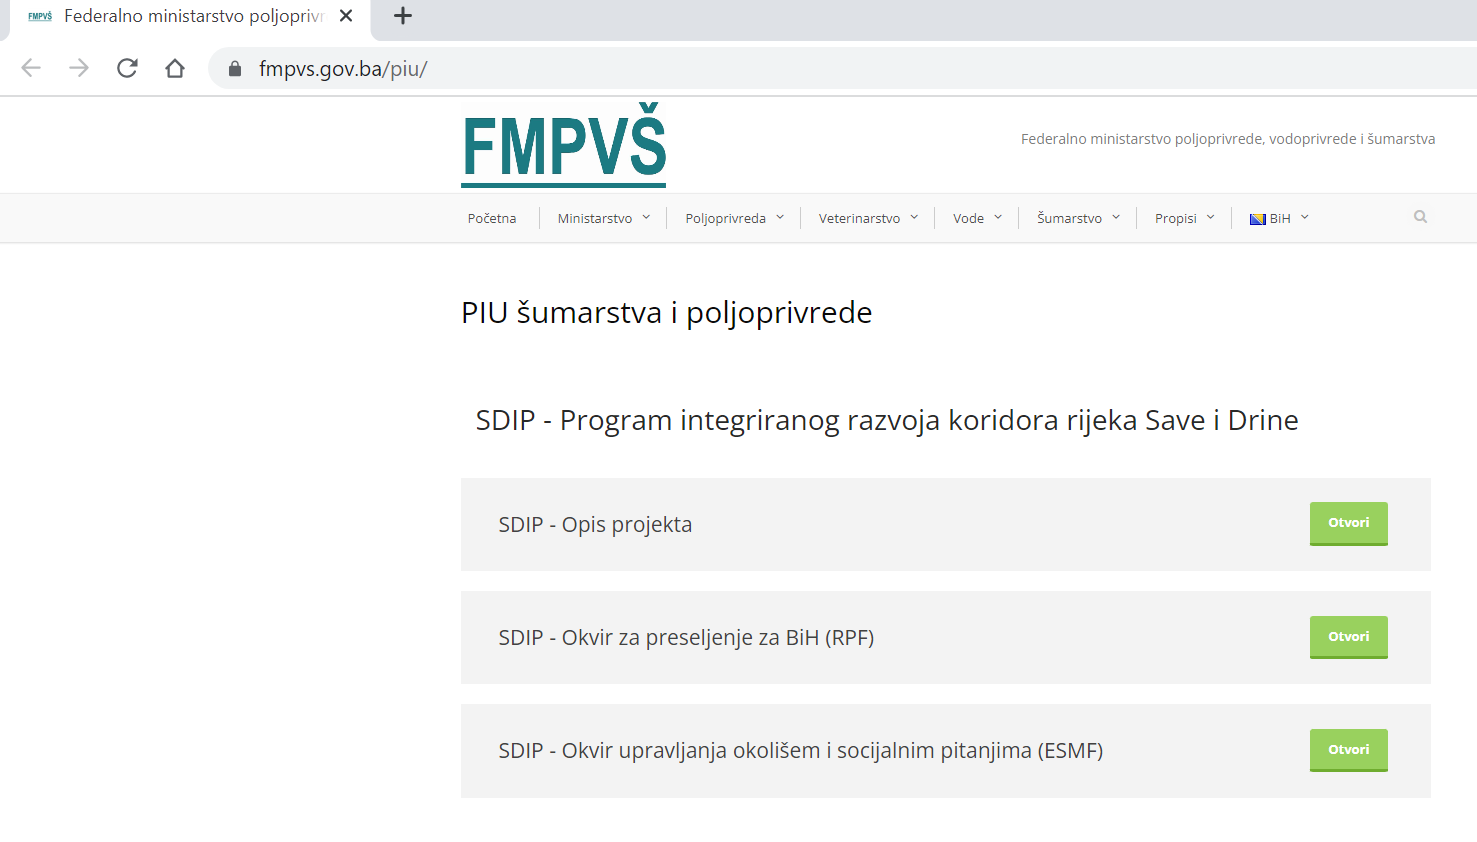 FMPVŠ Federalno ministarstvo poljoprivr
fmpvs.gov.ba/piu/
FMPVŠ
Federalno ministarstvo poljoprivrede, vodoprivrede i šumarstva
Početna Ministarstvo Poljoprivreda Veterinarstvo Vode Šumarstvo Propisi BiH
PIU šumarstva i poljoprivrede
SDIP - Program integriranog razvoja koridora rijeka Save i Drine
SDIP - Opis projekta Otvori
SDIP - Okvir za preseljenje za BiH (RPF) Otvori
SDIP - Okvir upravljanja okolišem i socijalnim pitanjima (ESMF) Otvori